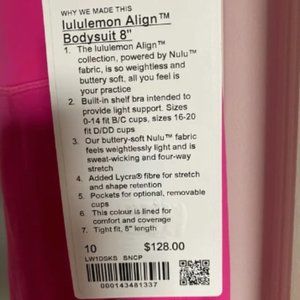 WHY WE MADE THIS
lululemon Align™
Bodysuit 8"
1. The lululemon Align™
collection, powered by Nulu™
fabric, is so weightless and
buttery soft, all you feel is
your practice
2. Built-in shelf bra intended to
provide light support. Sizes
0-14 fit B/C cups, sizes 16-20
fit D/DD cups
3. Our buttery-soft Nulu™ fabric
feels weightlessly light and is
sweat-wicking and four-way
stretch
4. Added Lycra® fibre for stretch
and shape retention
5. Pockets for optional, removable
cups
6. This colour is lined for
comfort and coverage
7. Tight fit, 8" length
10 $128.00
LW1DSKS SNCP
000143481337